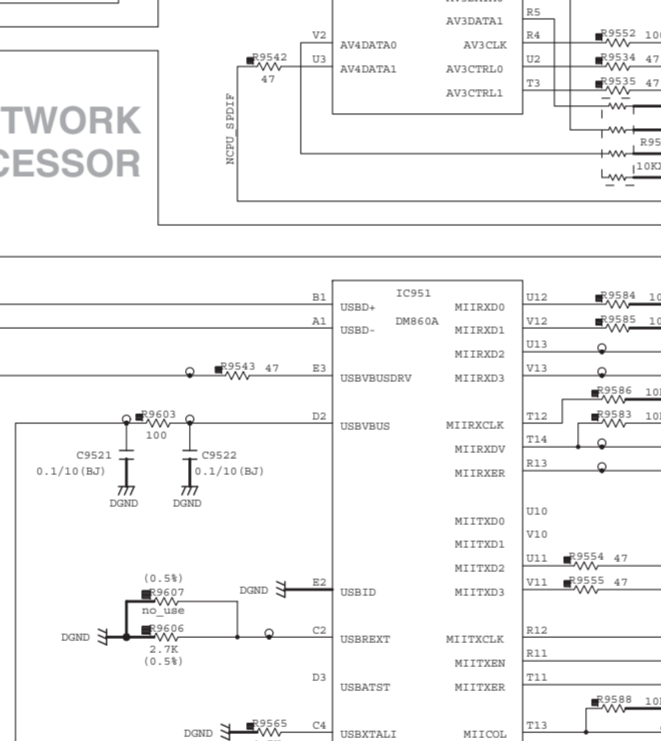 AV3DATA1 R5
V2 AV4DATA0 AV3CLK R4 R9552
R9542 47 U3 AV4DATA1 AV3CTRL0 U2 R9534 47
AV3CTRL1 T3 R9535 47
NCPU_SPDIF
TWORK
CESSOR
IC951
DM860A
B1 USBD+ MIIRXD0 U12 R9584
A1 USBD- MIIRXD1 V12 R9585
MIIRXD2 U13
R9543 47 E3 USBVBUSDRV MIIRXD3 V13
R9586
R9603 100 D2 USBVBUS MIIRXCLK T12 R9583
MIIRXDV T14
C9521 0.1/10(BJ) DGND
C9522 0.1/10(BJ) DGND
MIIRXER R13
MIITXD0 U10
MIITXD1 V10
MIITXD2 U11 R9554 47
(0.5%) R9607 no_use
DGND E2 USBID MIITXD3 V11 R9555 47
DGND R9606 2.7K (0.5%)
C2 USBREXT MIITXCLK R12
MIITXEN R11
D3 USBATST MIITXER T11
R9588
DGND R9565 C4 USBXTALI MIICOL T13